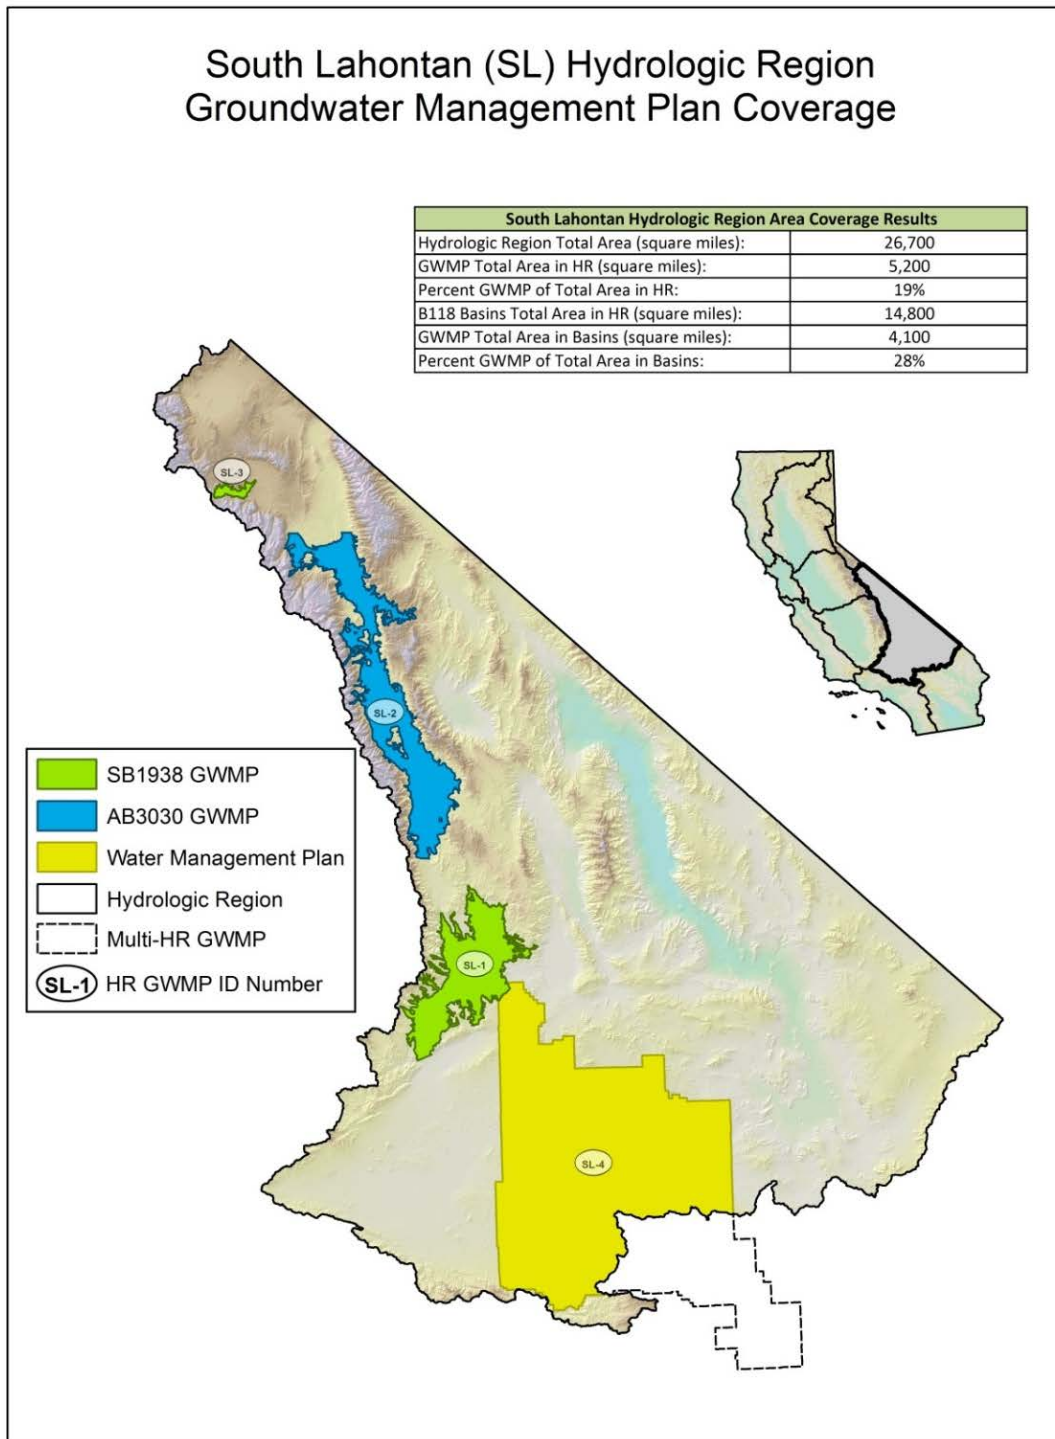 South Lahontan (SL) Hydrologic Region
Groundwater Management Plan Coverage
South Lahontan Hydrologic Region Area Coverage Results
Hydrologic Region Total Area (square miles): 26,700
GWMP Total Area in HR (square miles): 5,200
Percent GWMP of Total Area in HR: 19%
B118 Basins Total Area in HR (square miles): 14,800
GWMP Total Area in Basins (square miles): 4,100
Percent GWMP of Total Area in Basins: 28%
SL-3
SL-2
SB1938 GWMP
AB3030 GWMP
Water Management Plan
Hydrologic Region
Multi-HR GWMP
SL-1 HR GWMP ID Number
SL-1
SL-4